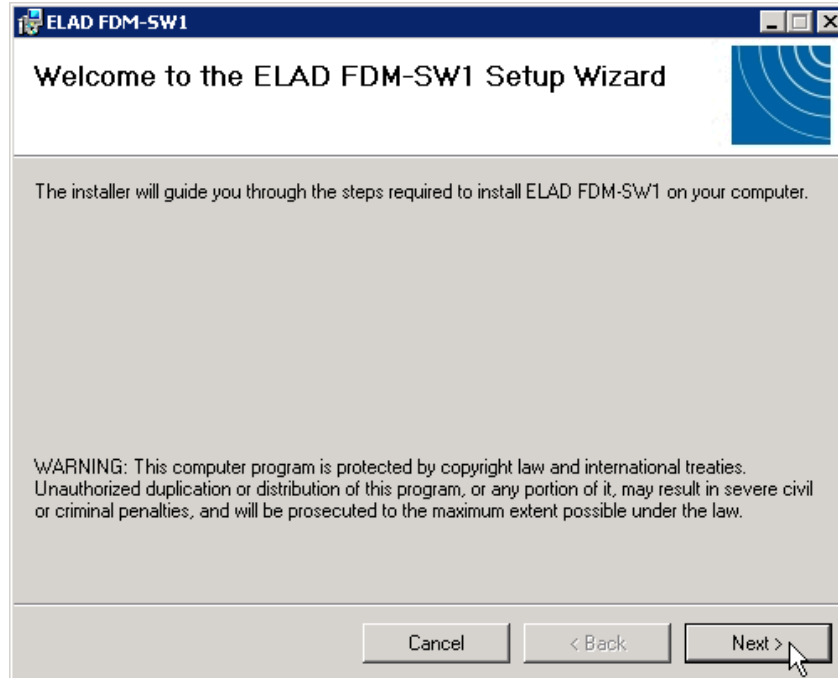 ELAD FDM-SW1
Welcome to the ELAD FDM-SW1 Setup Wizard
The installer will guide you through the steps required to install ELAD FDM-SW1 on your computer.
WARNING: This computer program is protected by copyright law and international treaties.
Unauthorized duplication or distribution of this program, or any portion of it, may result in severe civil
or criminal penalties, and will be prosecuted to the maximum extent possible under the law.
Cancel
< Back
Next >